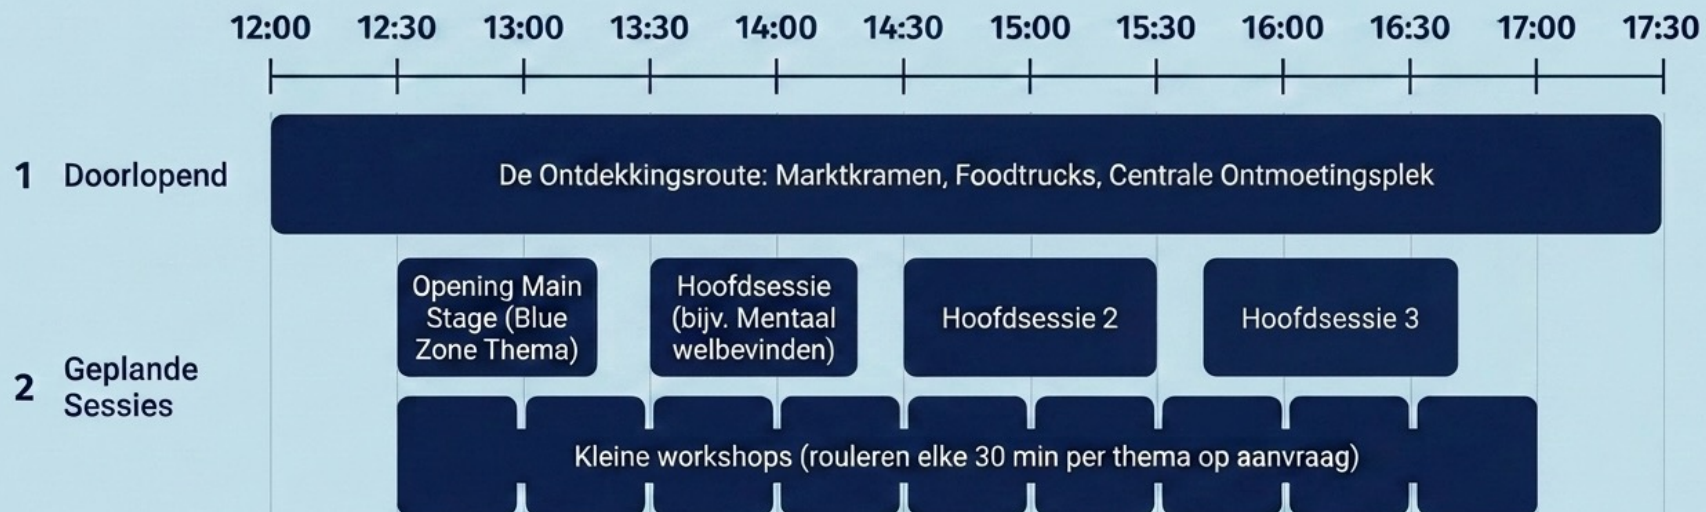 12:00 12:30 13:00 13:30 14:00 14:30 15:00 15:30 16:00 16:30 17:00 17:30
1 Doorlopend
De Ontdekkingsroute: Marktkramen, Foodtrucks, Centrale Ontmoetingsplek
2 Geplande
Sessies
Opening Main
Stage (Blue
Zone Thema)
Hoofdsessie
(bijv. Mentaal
welbevinden)
Hoofdsessie 2
Hoofdsessie 3
Kleine workshops (rouleren elke 30 min per thema op aanvraag)